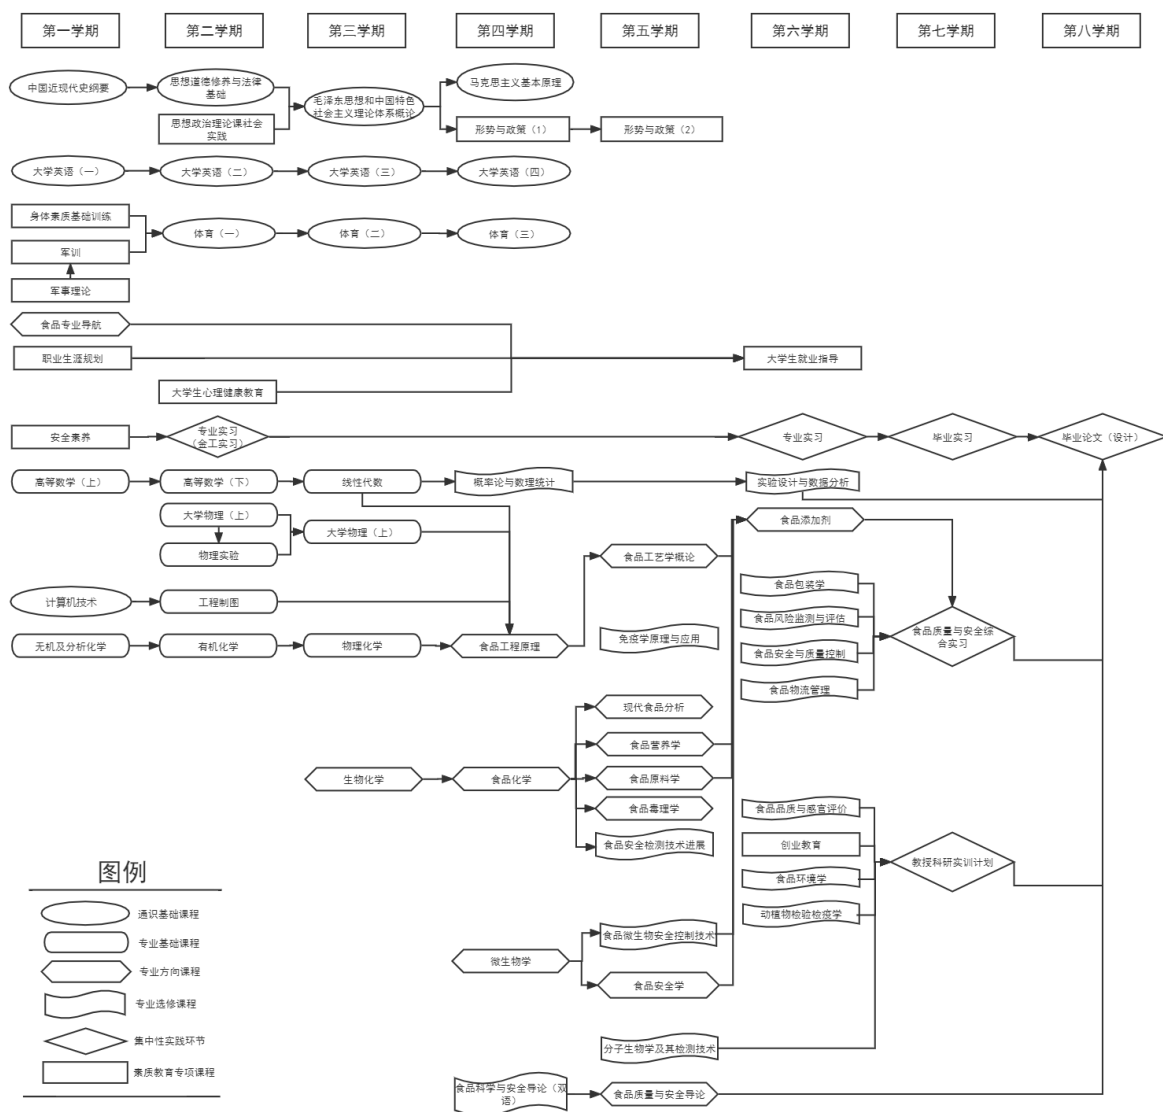 第一学期
第二学期
第三学期
第四学期
第五学期
第六学期
第七学期
第八学期
中国近现代史纲要
思想道德修养与法律
基础
思想政治理论课社会
实践
毛泽东思想和中国特色
社会主义理论体系概论
马克思主义基本原理
形势与政策（1）
形势与政策（2）
大学英语（一）
大学英语（二）
大学英语（三）
大学英语（四）
身体素质基础训练
军训
军事理论
体育（一）
体育（二）
体育（三）
食品专业导航
职业生涯规划
大学生心理健康教育
大学生就业指导
安全素养
专业实习
（金工实习）
专业实习
毕业实习
毕业论文（设计）
高等数学（上）
高等数学（下）
线性代数
概率论与数理统计
实验设计与数据分析
大学物理（上）
物理实验
大学物理（上）
食品添加剂
食品工艺学概论
计算机技术
工程制图
食品包装学
食品风险监测与评估
食品安全与质量控制
食品物流管理
食品质量与安全综
合实习
无机及分析化学
有机化学
物理化学
食品工程原理
免疫学原理与应用
现代食品分析
食品营养学
生物化学
食品化学
食品原料学
食品毒理学
食品安全检测技术进展
食品品质与感官评价
创业教育
食品环境学
动植物检验检疫学
教授科研实训计划
微生物学
食品微生物安全控制技术
食品安全学
分子生物学及其检测技术
食品科学与安全导论（双
语）
食品质量与安全导论
图例
通识基础课程
专业基础课程
专业方向课程
专业选修课程
集中性实践环节
素质教育专项课程